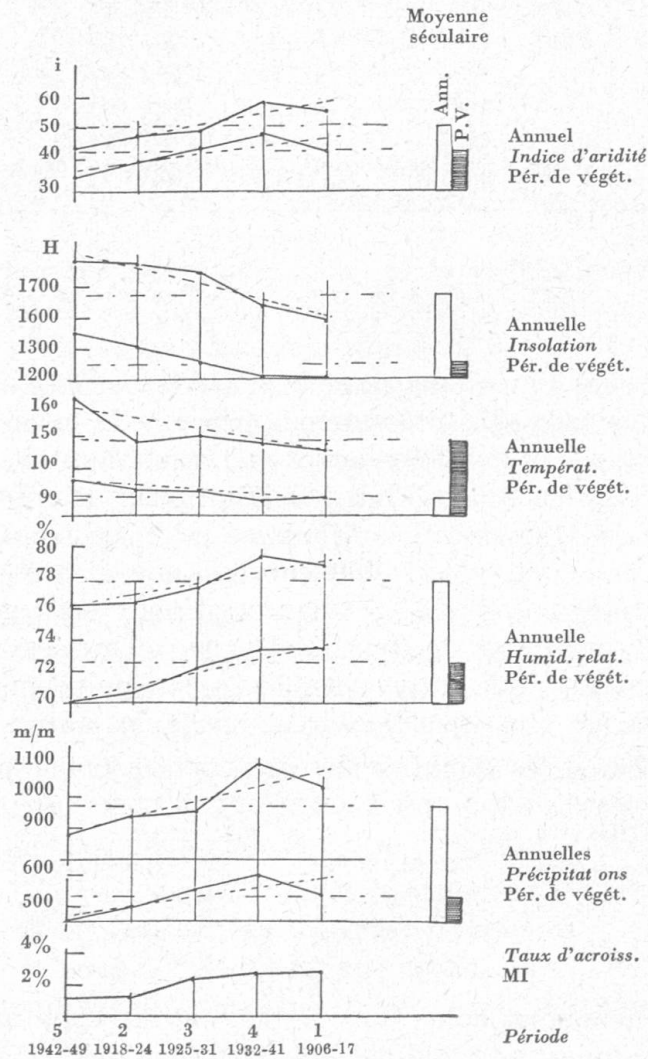 Moyenne
séculaire
i
Ann.
P.V.
60
50
40
30
Annuel
Indice d'aridité
Pér. de végét.
H
1700
1600
1300
1200
Annuelle
Insolation
Pér. de végét.
16o
15o
10o
9o
Annuelle
Températ.
Pér. de végét.
%
80
78
76
74
72
70
Annuelle
Humid. relat.
Pér. de végét.
m/m
1100
1000
900
600
500
Annuelles
Précipitat ons
Pér. de végét.
4%
2%
Taux d'acroiss.
MI
5 2 3 4 1 Période
1942-49 1918-24 1925-31 1932-41 1906-17